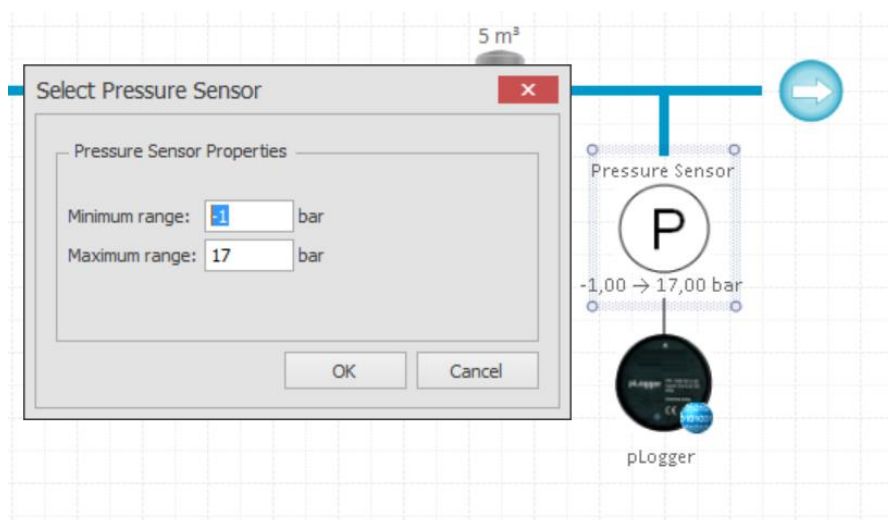 5 m³
Select Pressure Sensor
Pressure Sensor Properties
Minimum range: -1 bar
Maximum range: 17 bar
OK Cancel
Pressure Sensor
P
-1,00 → 17,00 bar
pLogger
CE
pLogger